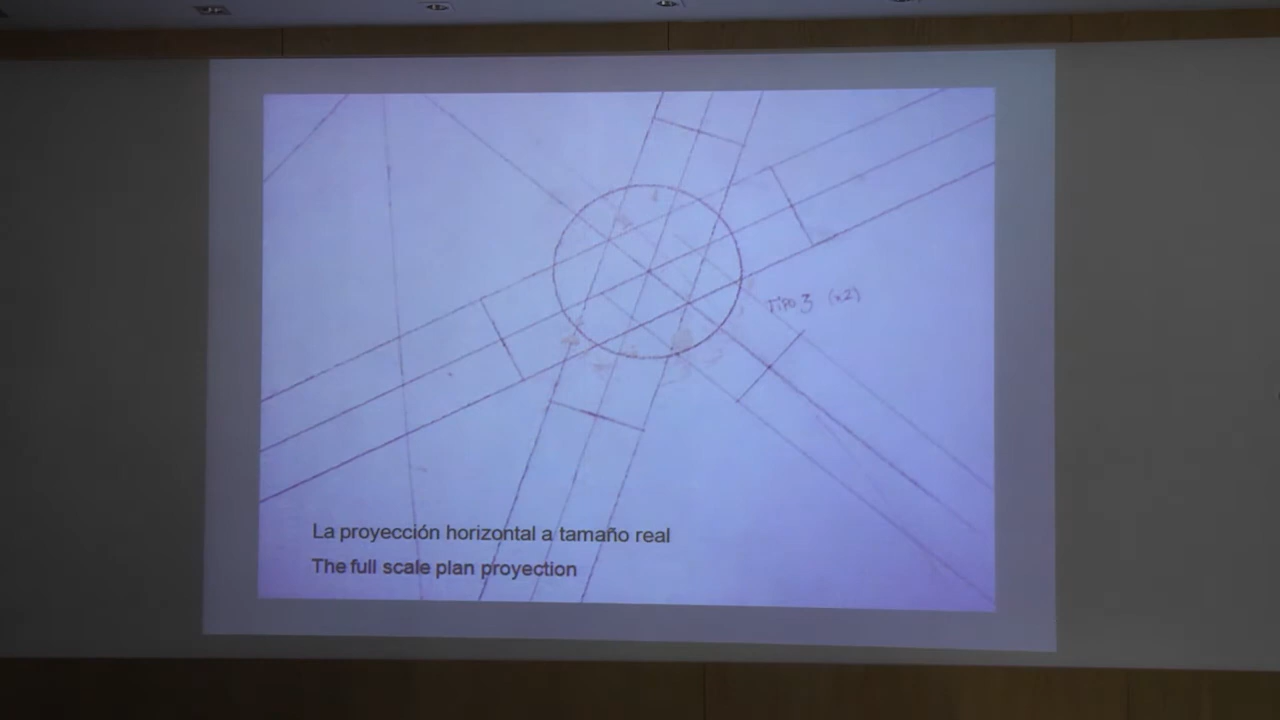 TIPO 3 (x2)
La proyección horizontal a tamaño real
The full scale plan proyection